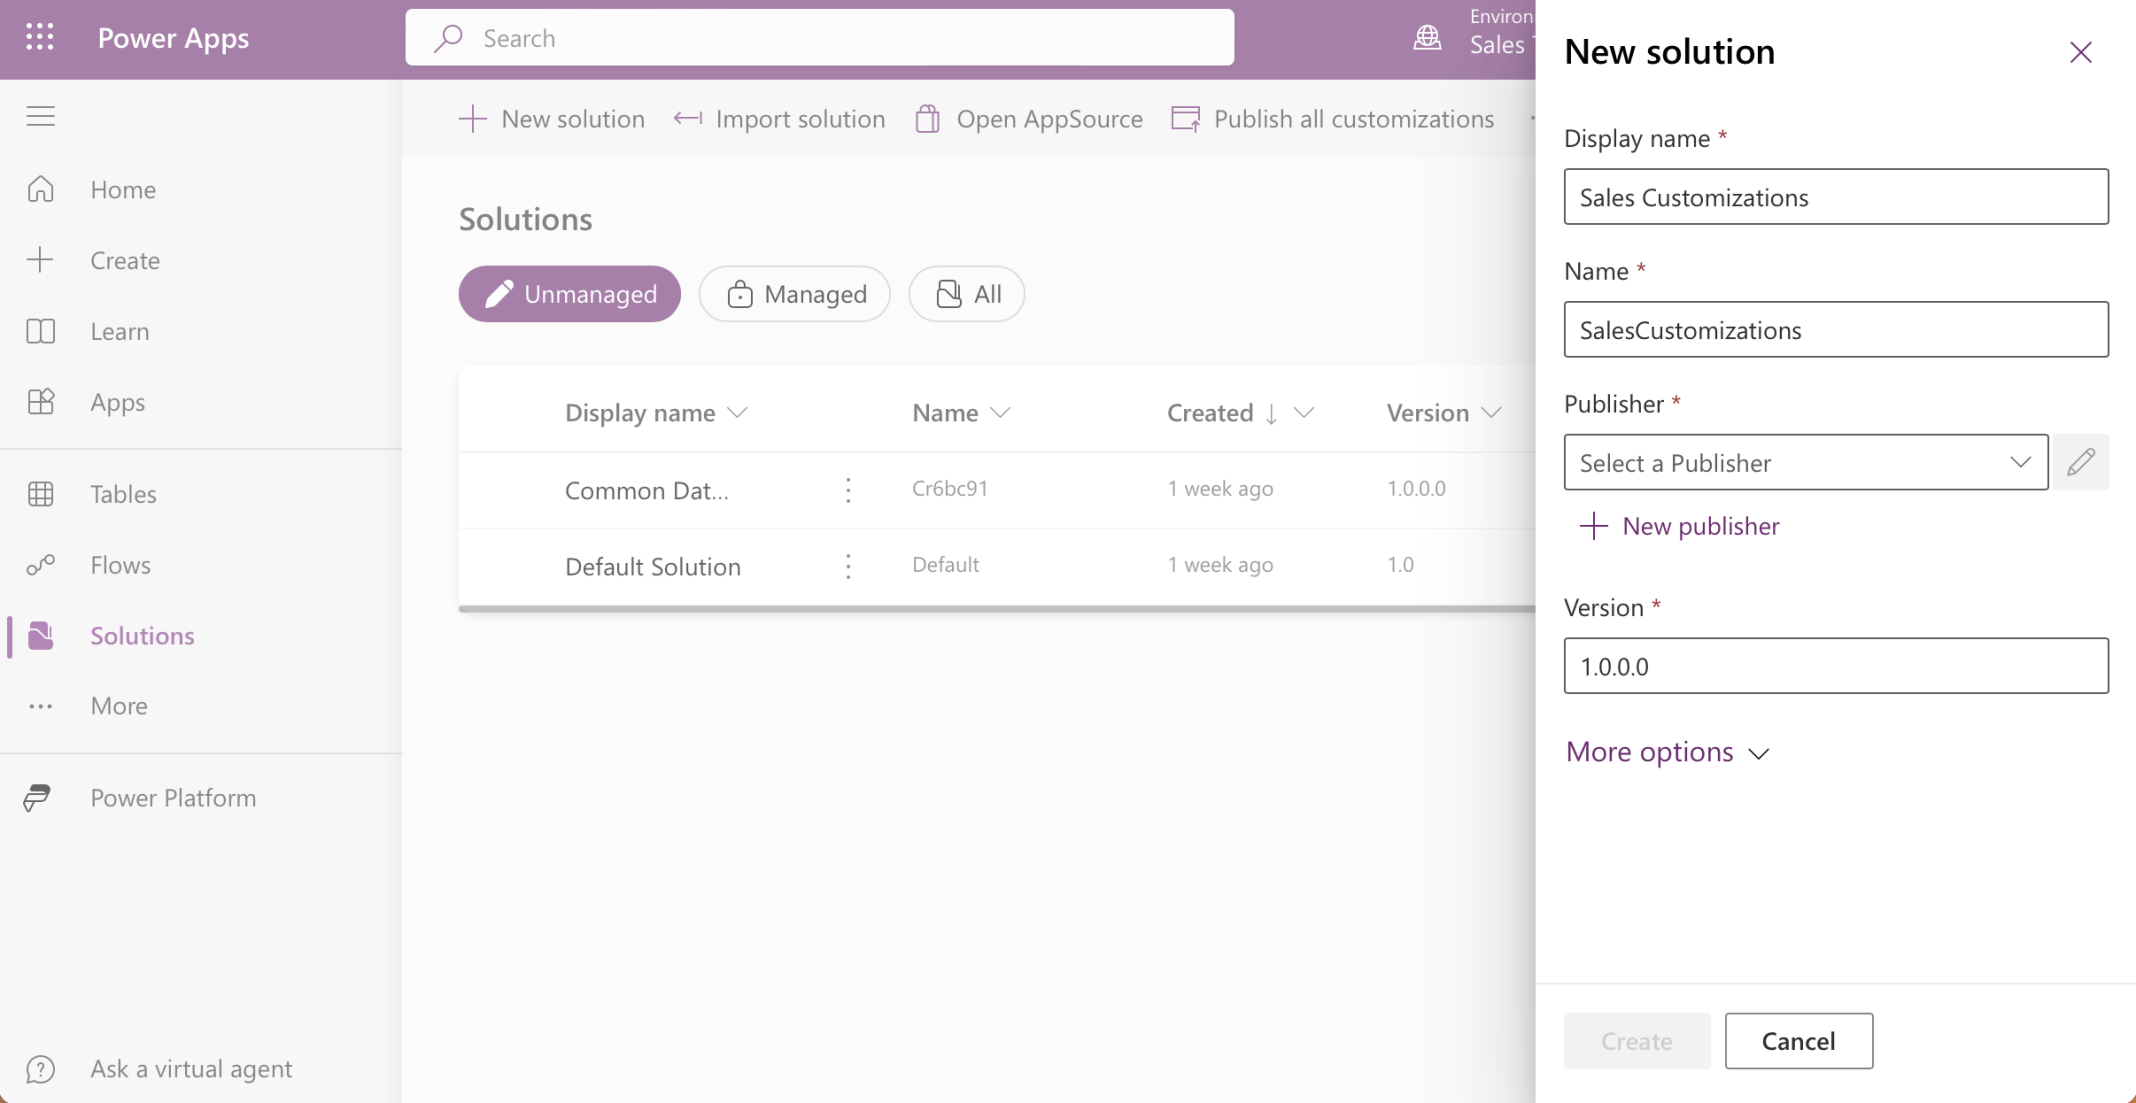 Power Apps
Search
Environ
Sales
New solution
Import solution
Open AppSource
Publish all customizations
Home
Create
Learn
Apps
Tables
Flows
Solutions
More
Power Platform
Ask a virtual agent
Solutions
Unmanaged
Managed
All
Display name Name Created Version
Common Dat... Cr6bc91 1 week ago 1.0.0.0
Default Solution Default 1 week ago 1.0
New solution
Display name *
Sales Customizations
Name *
SalesCustomizations
Publisher *
Select a Publisher
New publisher
Version *
1.0.0.0
More options
Create Cancel